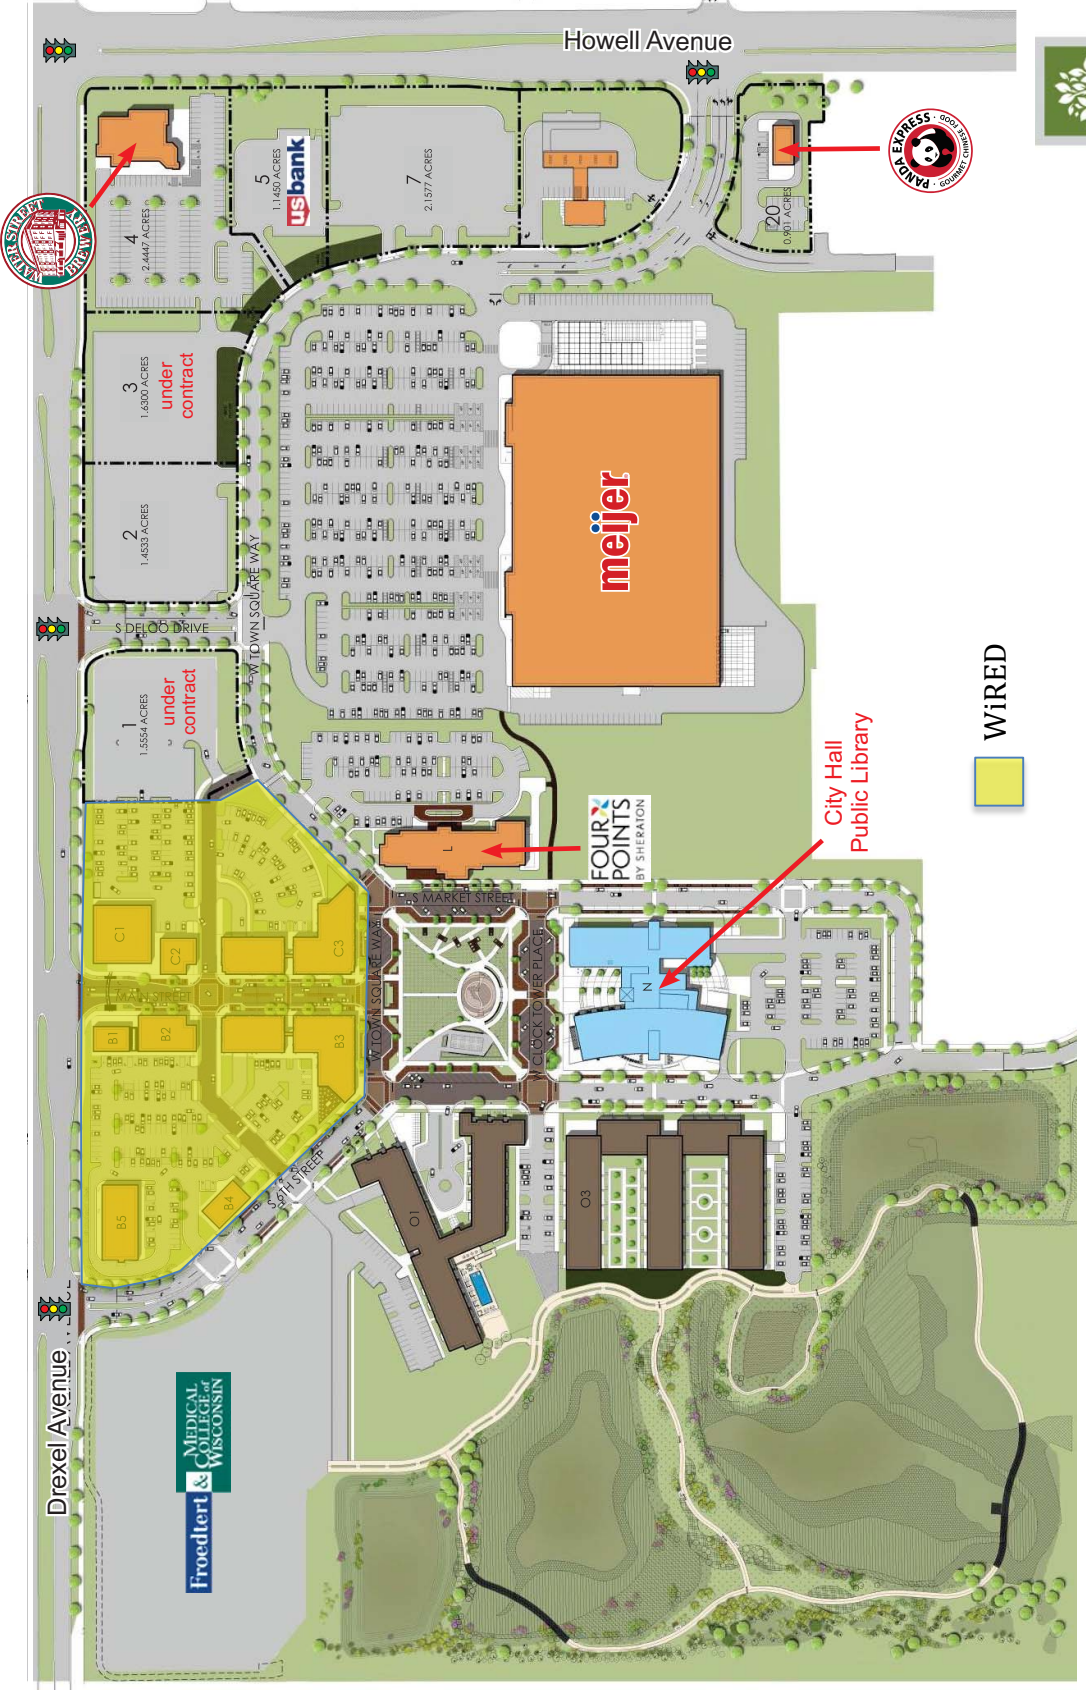 Howell Avenue
WATER STREET
BREWERY
4
2.4447 ACRES
5
1.1450 ACRES
usbank
7
2.1577 ACRES
20
0.901 ACRES
PANDA EXPRESS
GOURMET CHINESE FOOD
3
1.6300 ACRES
under
contract
2
1.4533 ACRES
S DELCO DRIVE
W TOWN SQUARE WAY
meijer
1
1.5554 ACRES
under
contract
WiRED
City Hall
Public Library
FOUR
POINTS
BY SHERATON
L
S MARKET STREET
C1
C2
C3
MAIN STREET
W TOWN SQUARE WAY
CLOCK TOWER PLACE
N
B1
B2
B3
B4
B5
S 6TH STREET
O1
O3
Drexel Avenue
Froedtert &
MEDICAL
COLLEGE of
WISCONSIN